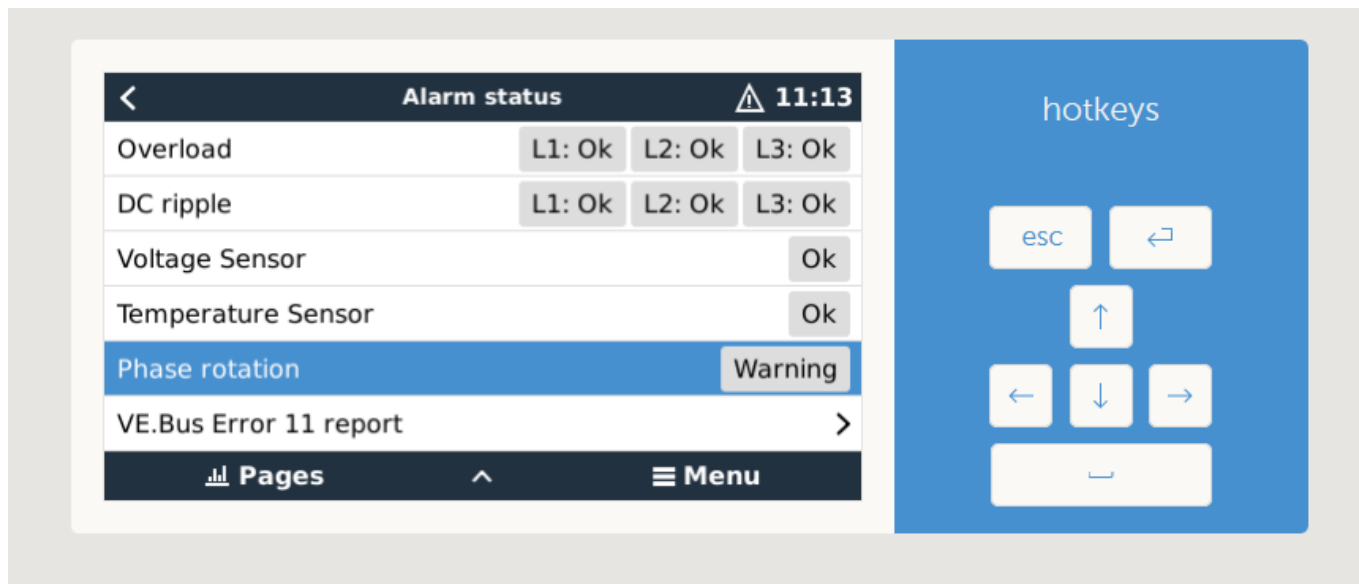 Alarm status 11:13
hotkeys
Overload L1: Ok L2: Ok L3: Ok
DC ripple L1: Ok L2: Ok L3: Ok
Voltage Sensor Ok
Temperature Sensor Ok
Phase rotation Warning
VE.Bus Error 11 report
Pages Menu
esc